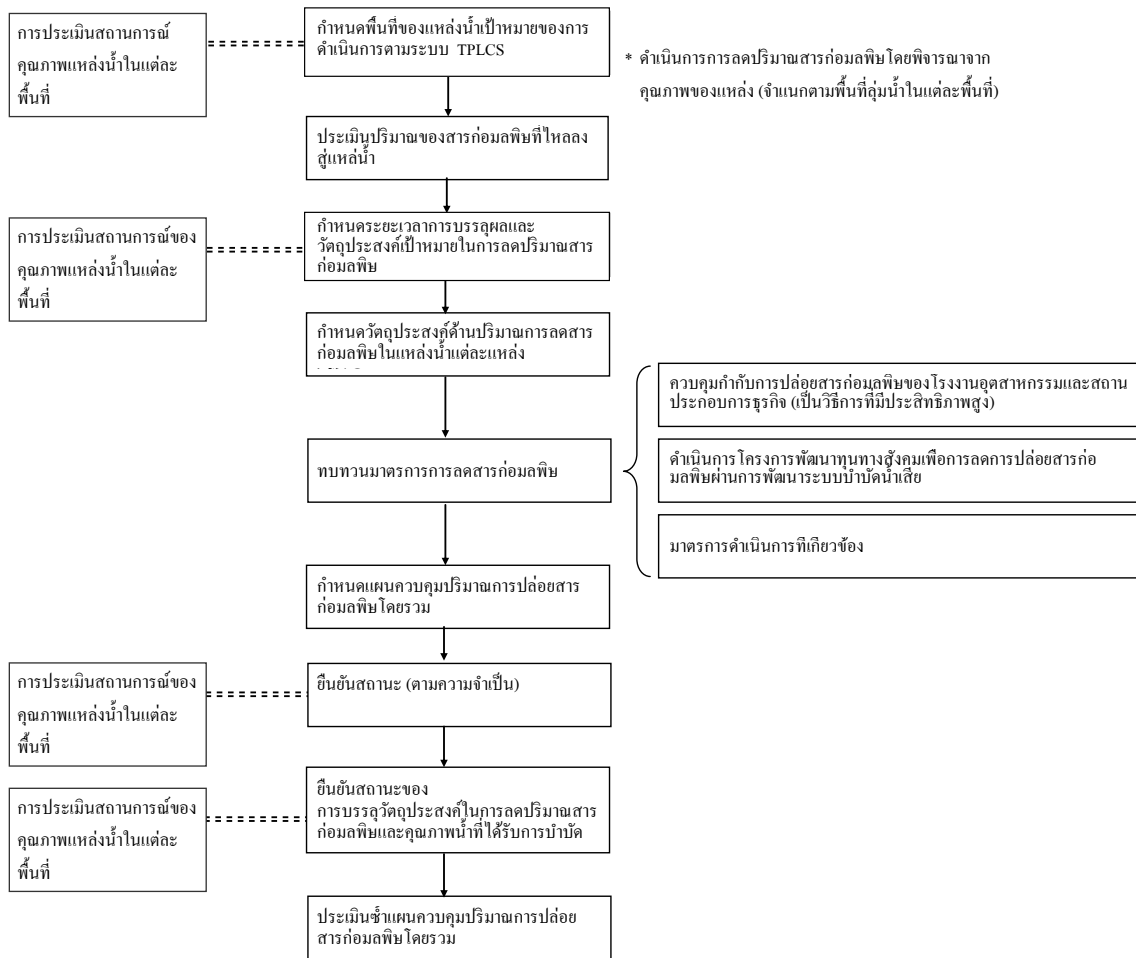 การประเมินสถานการณ์
คุณภาพแหล่งน้ำในแต่ละ
พื้นที่
กำหนดพื้นที่ของแหล่งน้ำเป้าหมายของการ
ดำเนินการตามระบบ TPLCS
* ดำเนินการการลดปริมาณสารก่อมลพิษโดยพิจารณาจาก
คุณภาพของแหล่ง (จำแนกตามพื้นที่ลุ่มน้ำในแต่ละพื้นที่)
ประเมินปริมาณของสารก่อมลพิษที่ไหลลง
สู่แหล่น้ำ
การประเมินสถานการณ์ของ
คุณภาพแหล่งน้ำในแต่ละ
พื้นที่
กำหนดระยะเวลาการบรรลุผลและ
วัตถุประสงค์เป้าหมายในการลดปริมาณสาร
ก่อมลพิษ
กำหนดวัตถุประสงค์ด้านปริมาณการลดสาร
ก่อมลพิษในแหล่งน้ำแต่ละแหล่ง
ควบคุมกำกับการปล่อยสารก่อมลพิษของโรงงานอุตสาหกรรมและสถาน
ประกอบการธุรกิจ (เป็นวิธีการที่มีประสิทธิภาพสูง)
ทบทวนมาตรการการลดสารก่อมลพิษ
ดำเนินการโครงการพัฒนาทุนทางสังคมเพื่อการลดการปล่อยสารก่อ
มลพิษผ่านการพัฒนาระบบบำบัดน้ำเสีย
มาตรการดำเนินการที่เกี่ยวข้อง
กำหนดแผนควบคุมปริมาณการปล่อยสาร
ก่อมลพิษโดยรวม
การประเมินสถานการณ์ของ
คุณภาพแหล่งน้ำในแต่ละ
พื้นที่
ยืนยันสถานะ (ตามความจำเป็น)
การประเมินสถานการณ์ของ
คุณภาพแหล่งน้ำในแต่ละ
พื้นที่
ยืนยันสถานะของ
การบรรลุวัตถุประสงค์ในการลดปริมาณสาร
ก่อมลพิษและคุณภาพน้ำที่ได้รับการบำบัด
ประเมินซ้ำแผนควบคุมปริมาณการปล่อย
สารก่อมลพิษโดยรวม